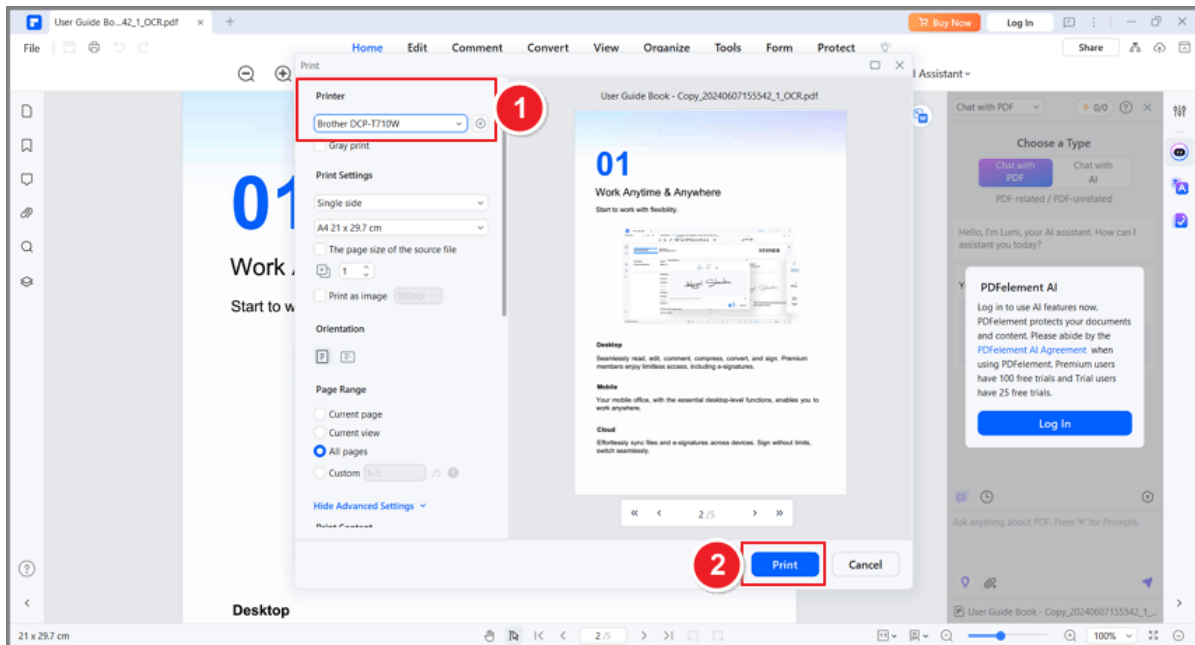 User Guide Bo...42_1_OCR.pdf
Buy Now
Log In
File
Home Edit Comment Convert View Organize Tools Form Protect
Share
Print
Assistant
Printer
1
Brother DCP-T710W
Gray print
Print Settings
Single side
A4 21 x 29.7 cm
The page size of the source file
1
Print as image 300dpi
Orientation
Page Range
Current page
Current view
All pages
Custom 1-5 /5
Hide Advanced Settings
Print Content
User Guide Book - Copy_20240607155542_1_OCR.pdf
01
Work Anytime & Anywhere
Start to work with flexibility.
Desktop
Seamlessly read, edit, comment, compress, convert, and sign. Premium
members enjoy limitless access, including e-signatures.
Mobile
Your mobile office, with the essential desktop-level functions, enables you to
work anywhere.
Cloud
Effortlessly sync files and e-signatures across devices. Sign without limits,
switch seamlessly.
2 /5
2
Print
Cancel
01
Work
Start to w
Desktop
Chat with PDF
0/0
Choose a Type
Chat with
PDF
Chat with
AI
PDF-related / PDF-unrelated
Hello, I'm Lumi, your AI assistant. How can I
assistant you today?
PDFelement AI
Log in to use AI features now.
PDFelement protects your documents
and content. Please abide by the
PDFelement AI Agreement when
using PDFelement. Premium users
have 100 free trials and Trial users
have 25 free trials.
Log In
Ask anything about PDF. Press '#' for Prompts.
User Guide Book - Copy_20240607155542_1_...
21 x 29.7 cm
2 /5
100%